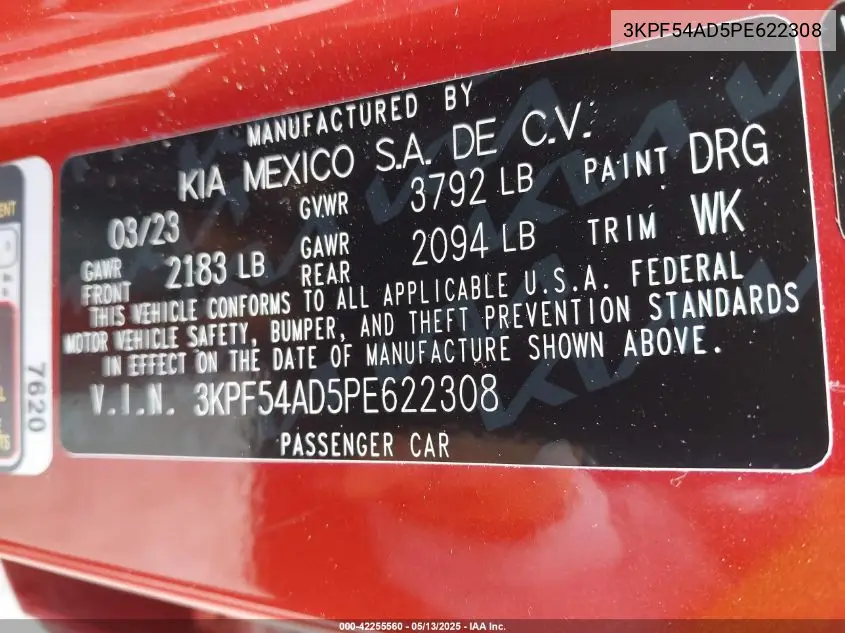 3KPF54AD5PE622308
MANUFACTURED BY
KIA MEXICO S.A. DE C.V.
03/23 GVWR 3792 LB PAINT DRG
GAWR FRONT 2183 LB GAWR REAR 2094 LB TRIM WK
THIS VEHICLE CONFORMS TO ALL APPLICABLE U.S.A. FEDERAL
MOTOR VEHICLE SAFETY, BUMPER, AND THEFT PREVENTION STANDARDS
IN EFFECT ON THE DATE OF MANUFACTURE SHOWN ABOVE.
V.I.N. 3KPF54AD5PE622308
PASSENGER CAR
7620
000-42255560 - 05/13/2025 - IAA Inc.